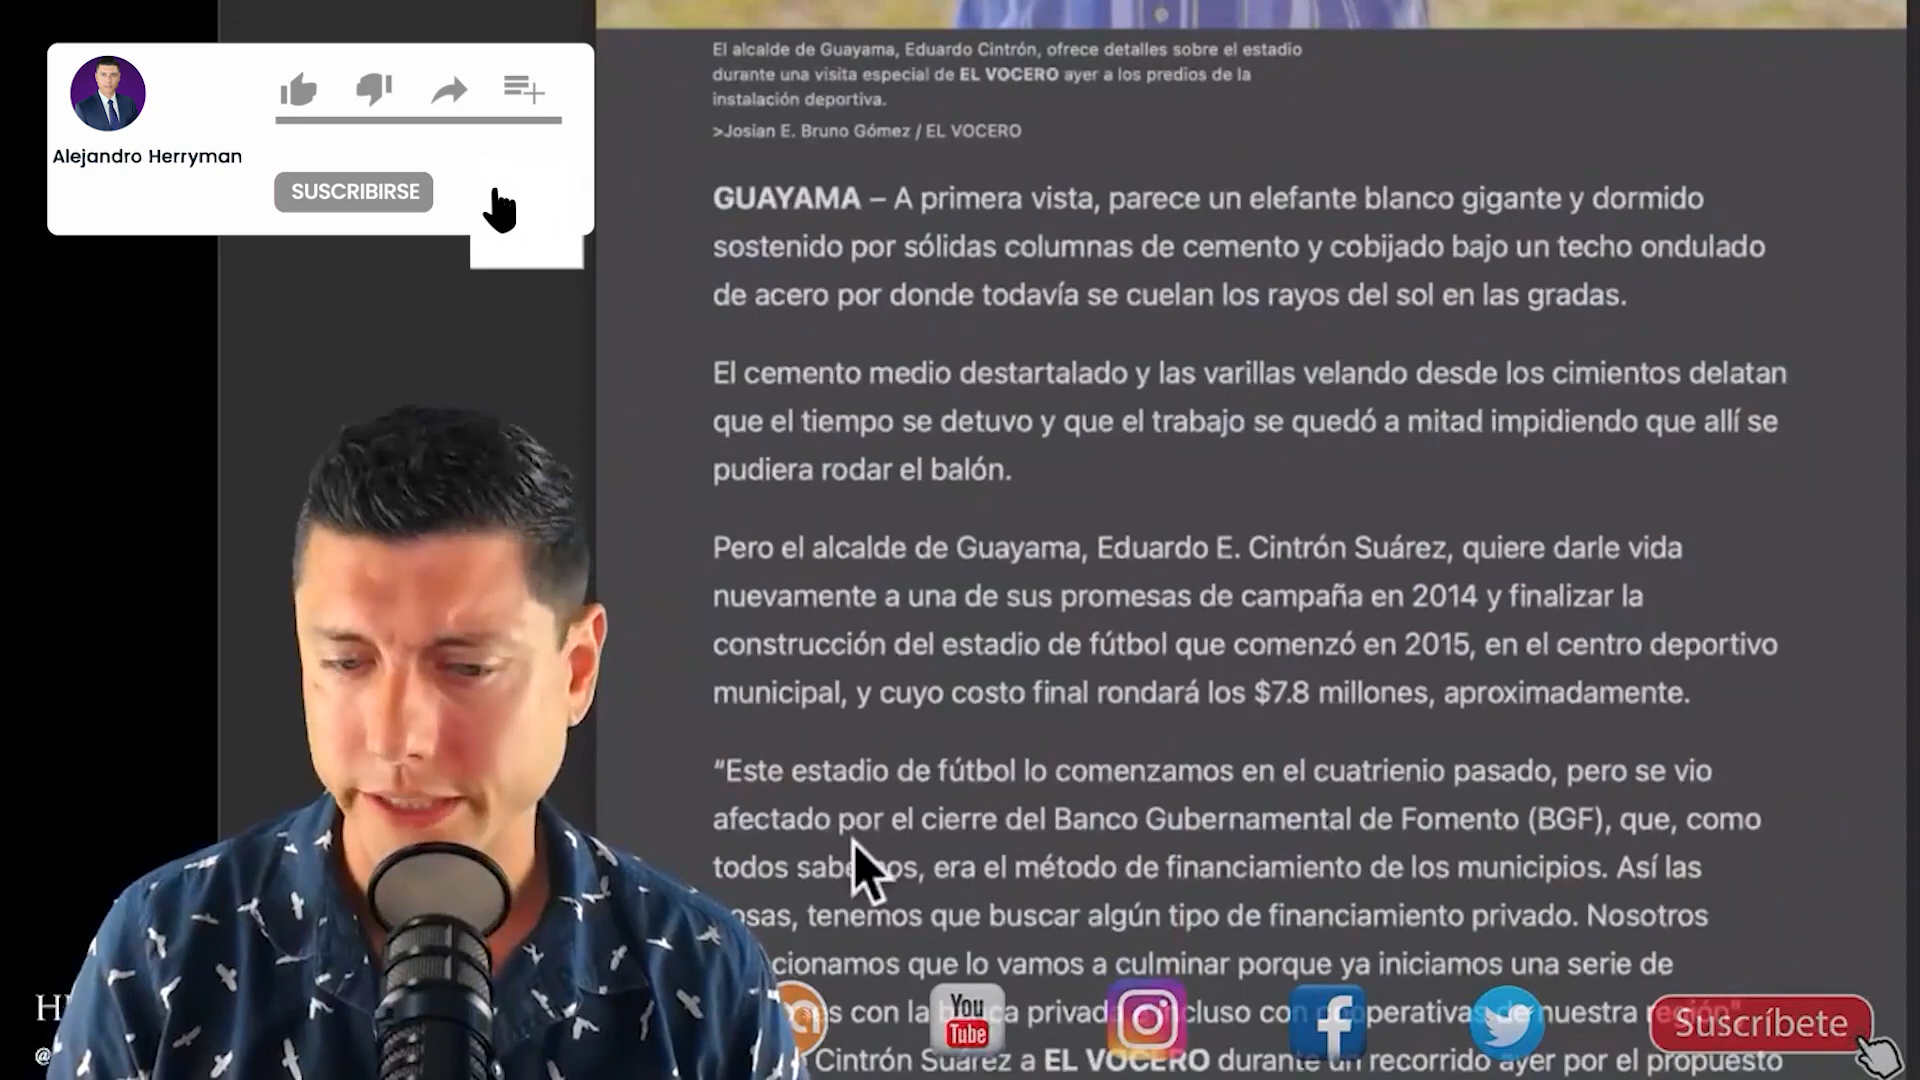 Alejandro Herryman
SUSCRIBIRSE
El alcalde de Guayama, Eduardo Cintrón, ofrece detalles sobre el estadio
durante una visita especial de EL VOCERO ayer a los predios de la
instalación deportiva.
>Josian E. Bruno Gómez / EL VOCERO
GUAYAMA – A primera vista, parece un elefante blanco gigante y dormido
sostenido por sólidas columnas de cemento y cobijado bajo un techo ondulado
de acero por donde todavía se cuelan los rayos del sol en las gradas.
El cemento medio destartalado y las varillas velando desde los cimientos delatan
que el tiempo se detuvo y que el trabajo se quedó a mitad impidiendo que allí se
pudiera rodar el balón.
Pero el alcalde de Guayama, Eduardo E. Cintrón Suárez, quiere darle vida
nuevamente a una de sus promesas de campaña en 2014 y finalizar la
construcción del estadio de fútbol que comenzó en 2015, en el centro deportivo
municipal, y cuyo costo final rondará los $7.8 millones, aproximadamente.
“Este estadio de fútbol lo comenzamos en el cuatrienio pasado, pero se vio
afectado por el cierre del Banco Gubernamental de Fomento (BGF), que, como
todos sabemos, era el método de financiamiento de los municipios. Así las
osas, tenemos que buscar algún tipo de financiamiento privado. Nosotros
cionamos que lo vamos a culminar porque ya iniciamos una serie de
s con la privada cluso con operativas de nuestra región”
Cintrón Suárez a EL VOCERO durante un recorrido ayer por el propuesto
H
@
You
Tube
Suscríbete